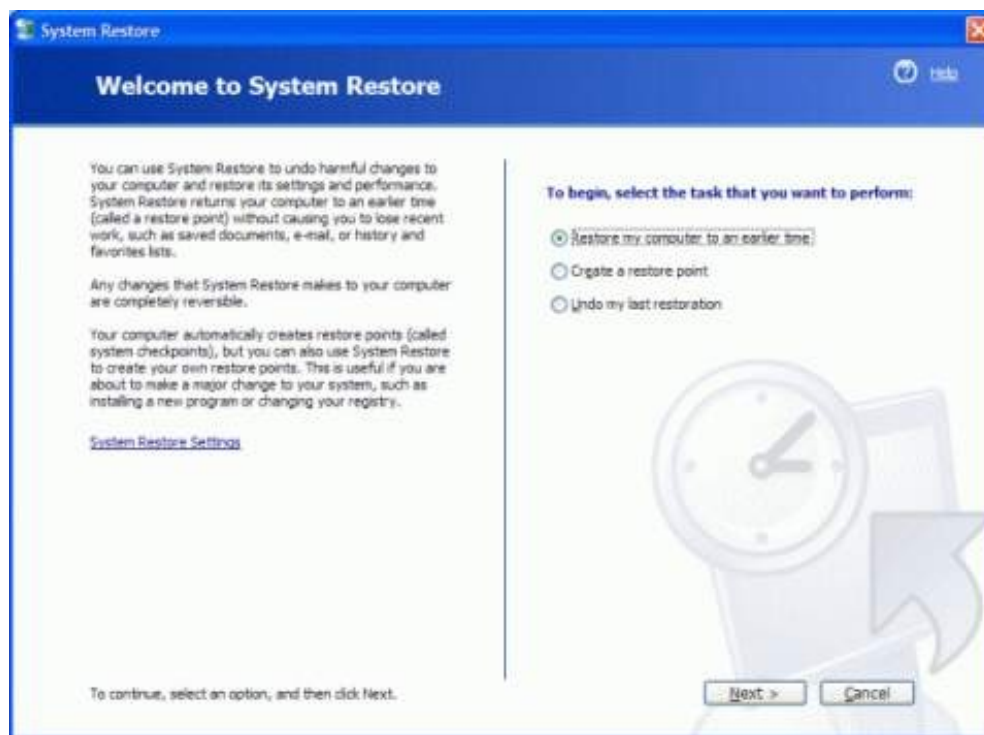 System Restore
Welcome to System Restore
Help
You can use System Restore to undo harmful changes to
your computer and restore its settings and performance.
System Restore returns your computer to an earlier time
(called a restore point) without causing you to lose recent
work, such as saved documents, e-mail, or history and
favorites lists.
Any changes that System Restore makes to your computer
are completely reversible.
Your computer automatically creates restore points (called
system checkpoints), but you can also use System Restore
to create your own restore points. This is useful if you are
about to make a major change to your system, such as
installing a new program or changing your registry.
System Restore Settings
To begin, select the task that you want to perform:
Restore my computer to an earlier time
Create a restore point
Undo my last restoration
To continue, select an option, and then click Next.
Next >
Cancel